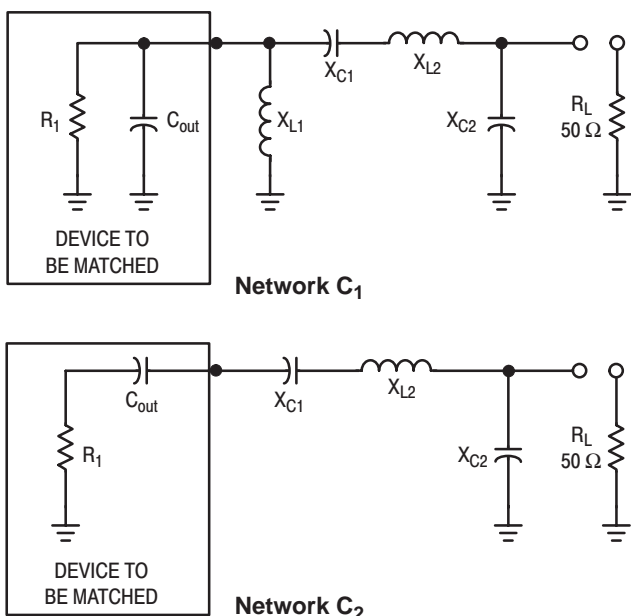 R1
Cout
XL1
XC1
XL2
XC2
RL
50 Ω
DEVICE TO
BE MATCHED
Network C1
R1
Cout
XC1
XL2
XC2
RL
50 Ω
DEVICE TO
BE MATCHED
Network C2